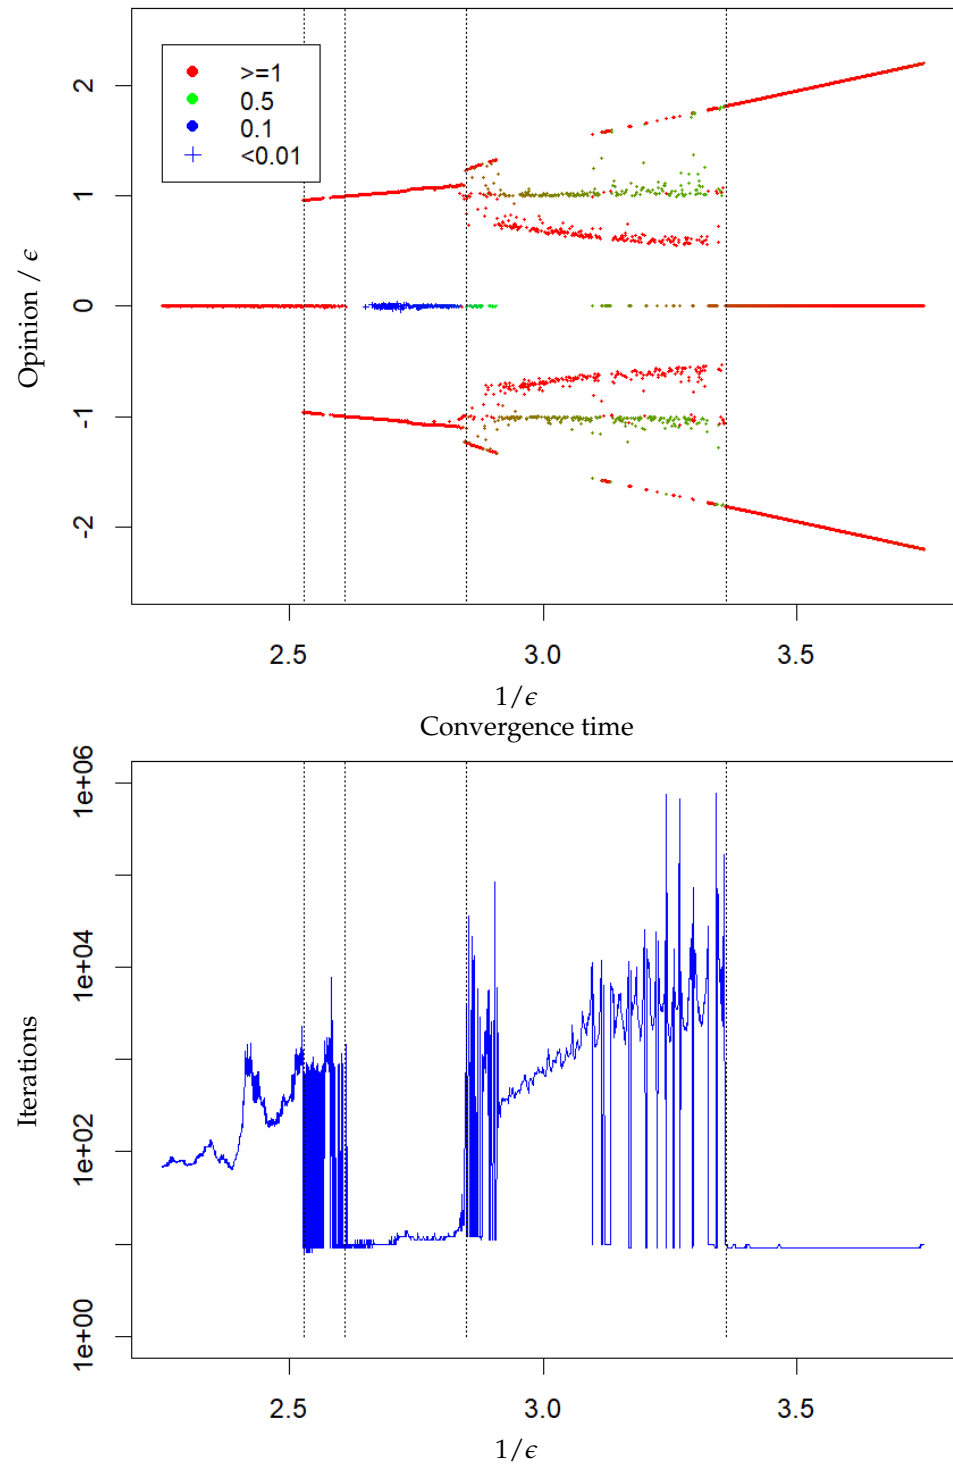 >=1
0.5
0.1
<0.01
Opinion / ϵ
2
1
0
-1
-2
2.5 3.0 3.5
1/ϵ
Convergence time
Iterations
1e+06
1e+04
1e+02
1e+00
2.5 3.0 3.5
1/ϵ